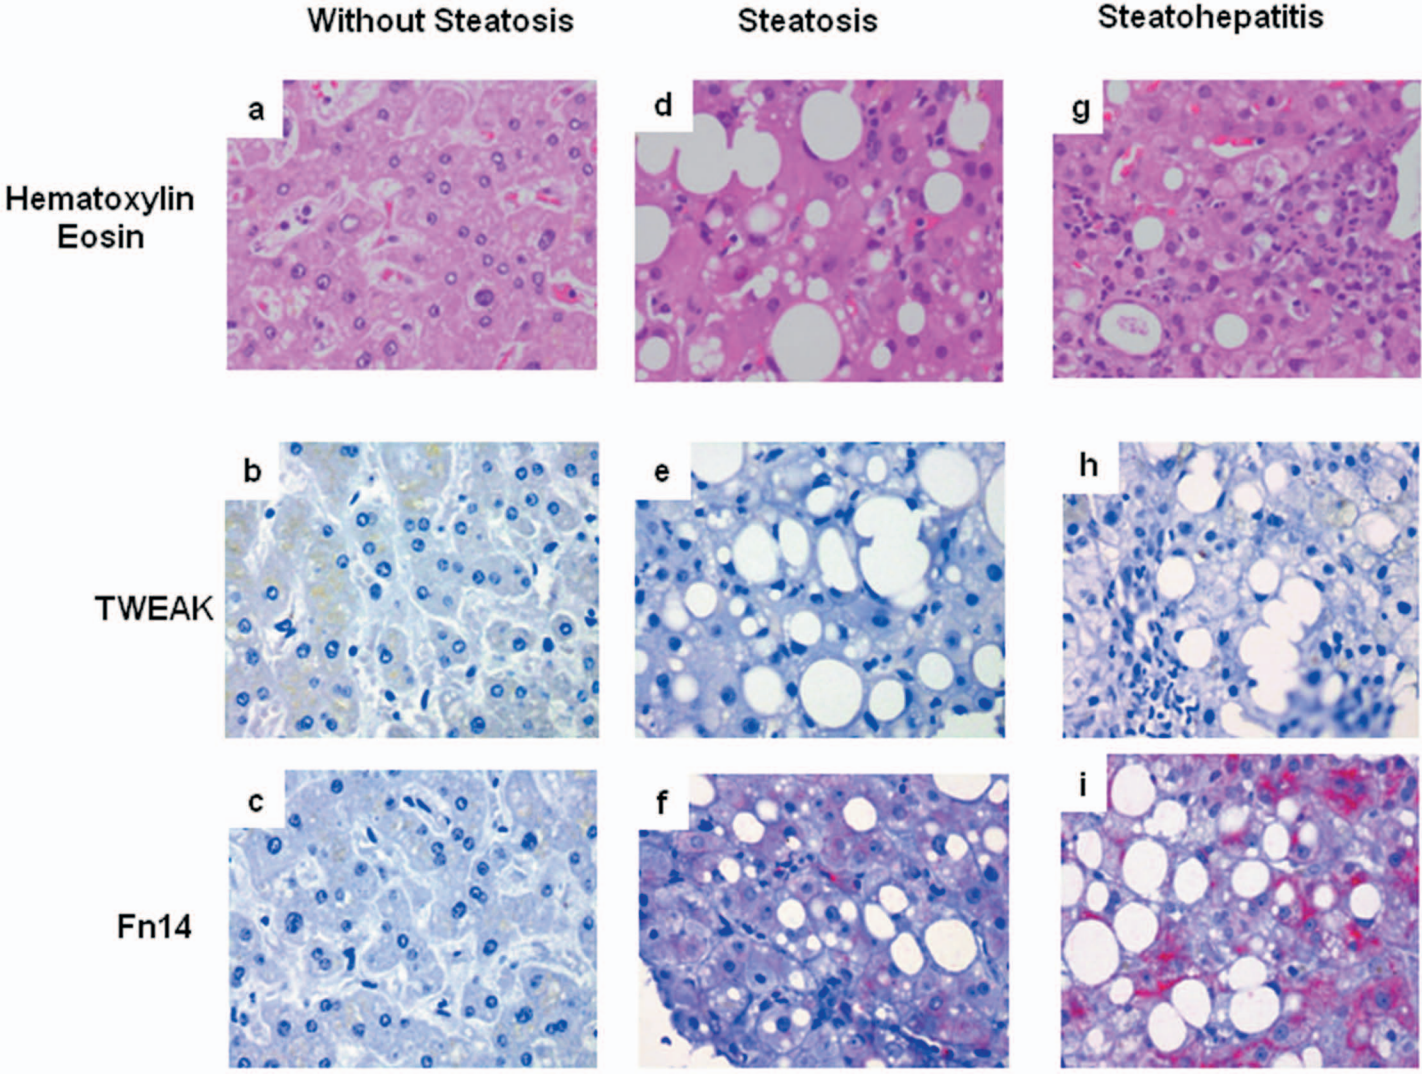 Without Steatosis
Steatosis
Steatohepatitis
a
d
g
Hematoxylin
Eosin
b
e
h
TWEAK
c
f
i
Fn14